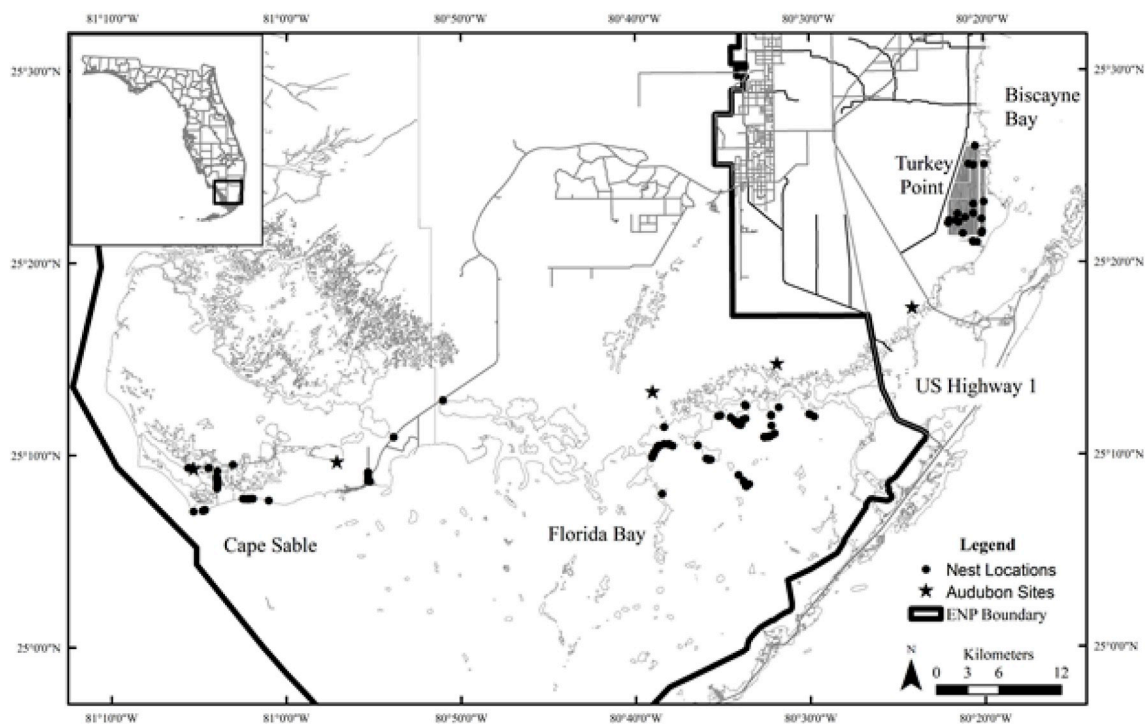 81°10'0"W 81°0'0"W 80°50'0"W 80°40'0"W 80°30'0"W 80°20'0"W
25°30'0"N
25°30'0"N
Biscayne
Bay
Turkey
Point
25°20'0"N
25°20'0"N
US Highway 1
25°10'0"N
25°10'0"N
Florida Bay
Cape Sable
Legend
Nest Locations
Audubon Sites
ENP Boundary
25°0'0"N
25°0'0"N
N
Kilometers
0 3 6 12
81°10'0"W 81°0'0"W 80°50'0"W 80°40'0"W 80°30'0"W 80°20'0"W